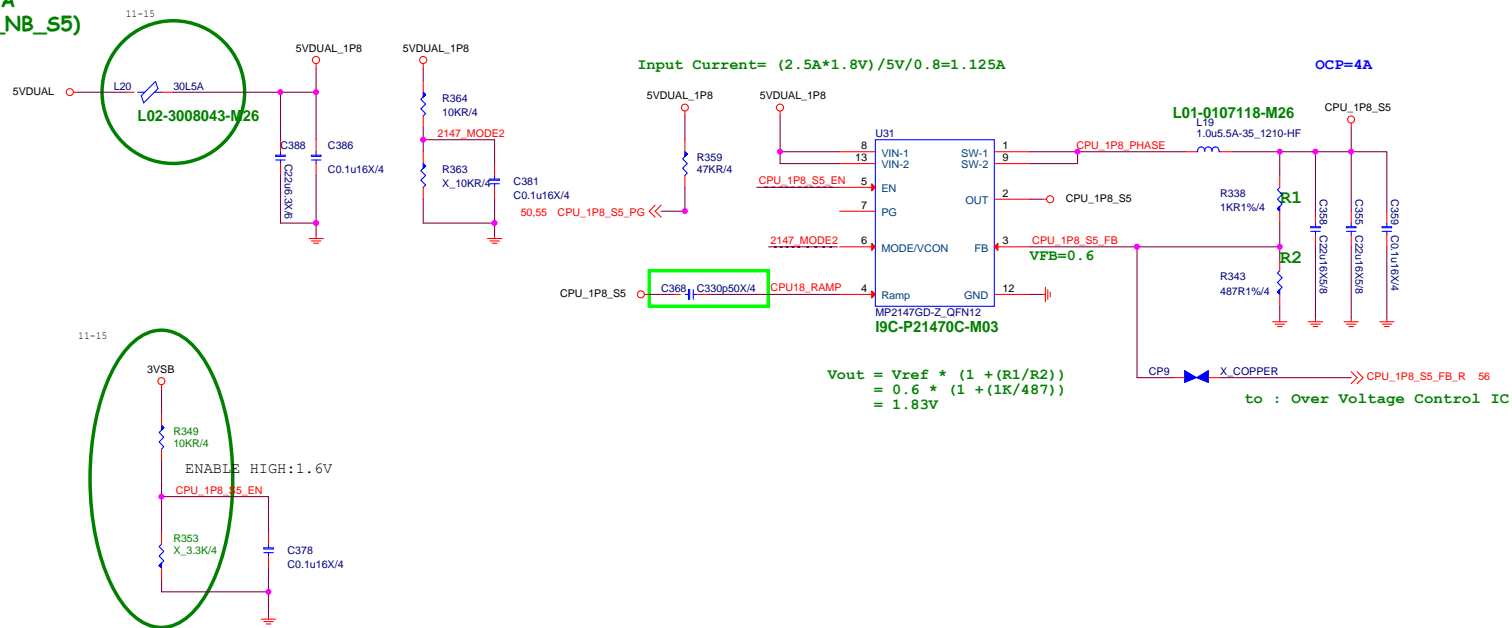 A
_NB_S5)
11-15
5VDUAL
L20
30L5A
L02-3008043-M26
5VDUAL_1P8
C388
C22u6.3X/6
C386
C0.1u16X/4
5VDUAL_1P8
R364
10KR/4
2147_MODE2
R363
X_10KR/4
C381
C0.1u16X/4
Input Current= (2.5A*1.8V)/5V/0.8=1.125A
OCP=4A
5VDUAL_1P8
R359
47KR/4
50,55 CPU_1P8_S5_PG
5VDUAL_1P8
CPU_1P8_S5_EN
2147_MODE2
CPU_1P8_S5
C368
C330p50X/4
CPU18_RAMP
U31
8 VIN-1
13 VIN-2
5 EN
7 PG
6 MODE/VCON
4 Ramp
SW-1 1
SW-2 9
OUT 2
FB 3
GND 12
MP2147GD-Z_QFN12
I9C-P21470C-M03
CPU_1P8_PHASE
CPU_1P8_S5
CPU_1P8_S5_FB
VFB=0.6
L01-0107118-M26
L19
1.0u5.5A-35_1210-HF
CPU_1P8_S5
R338
1KR1%/4
R1
R2
R343
487R1%/4
C358
C22u16X5/8
C355
C22u16X5/8
C359
C0.1u16X/4
Vout = Vref * (1 +(R1/R2))
= 0.6 * (1 +(1K/487))
= 1.83V
CP9
X_COPPER
CPU_1P8_S5_FB_R 56
to : Over Voltage Control IC
11-15
3VSB
R349
10KR/4
ENABLE HIGH:1.6V
CPU_1P8_S5_EN
R353
X_3.3K/4
C378
C0.1u16X/4